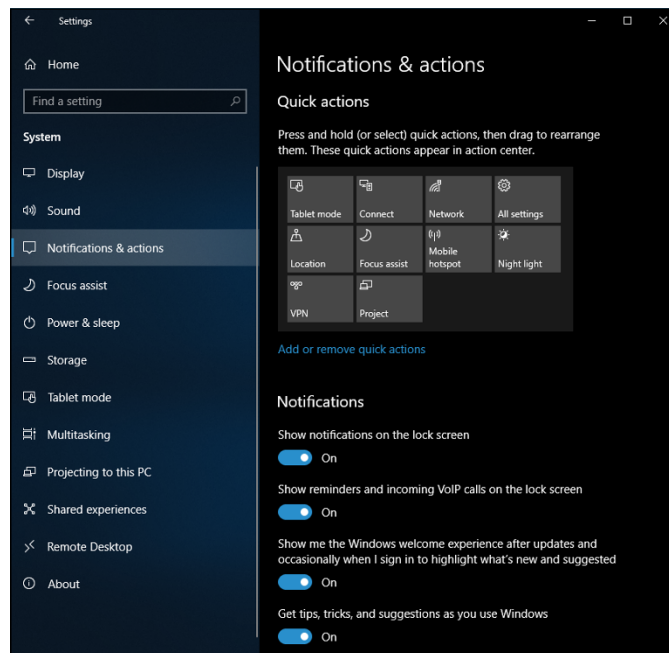 Settings
Home
Find a setting
System
Display
Sound
Notifications & actions
Focus assist
Power & sleep
Storage
Tablet mode
Multitasking
Projecting to this PC
Shared experiences
Remote Desktop
About
Notifications & actions
Quick actions
Press and hold (or select) quick actions, then drag to rearrange
them. These quick actions appear in action center.
Tablet mode
Connect
Network
All settings
Location
Focus assist
Mobile
hotspot
Night light
VPN
Project
Add or remove quick actions
Notifications
Show notifications on the lock screen
On
Show reminders and incoming VoIP calls on the lock screen
On
Show me the Windows welcome experience after updates and
occasionally when I sign in to highlight what's new and suggested
On
Get tips, tricks, and suggestions as you use Windows
On